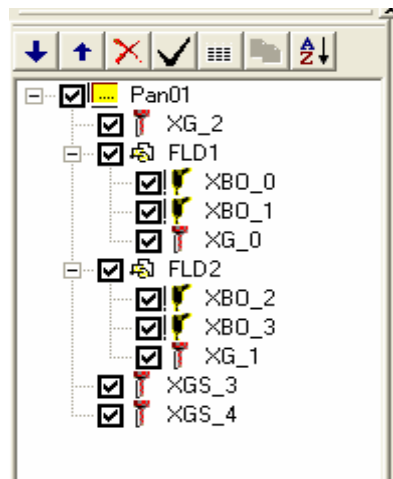 A
Z
Pan01
XG_2
FLD1
XBO_0
XBO_1
XG_0
FLD2
XBO_2
XBO_3
XG_1
XGS_3
XGS_4